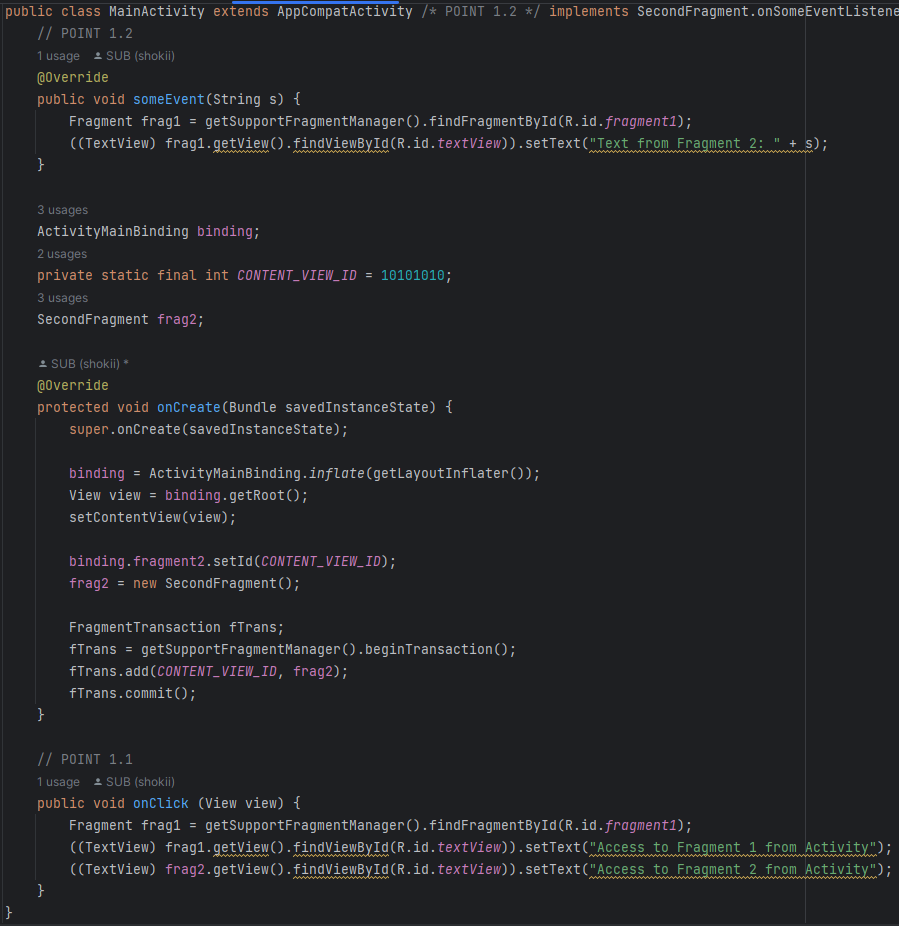 public class MainActivity extends AppCompatActivity /* POINT 1.2 */ implements SecondFragment.onSomeEventListene
// POINT 1.2
1 usage SUB (shokii)
@Override
public void someEvent(String s) {
Fragment frag1 = getSupportFragmentManager().findFragmentById(R.id.fragment1);
((TextView) frag1.getView().findViewById(R.id.textView)).setText("Text from Fragment 2: " + s);
}
3 usages
ActivityMainBinding binding;
2 usages
private static final int CONTENT_VIEW_ID = 10101010;
3 usages
SecondFragment frag2;
SUB (shokii) *
@Override
protected void onCreate(Bundle savedInstanceState) {
super.onCreate(savedInstanceState);
binding = ActivityMainBinding.inflate(getLayoutInflater());
View view = binding.getRoot();
setContentView(view);
binding.fragment2.setId(CONTENT_VIEW_ID);
frag2 = new SecondFragment();
FragmentTransaction fTrans;
fTrans = getSupportFragmentManager().beginTransaction();
fTrans.add(CONTENT_VIEW_ID, frag2);
fTrans.commit();
}
// POINT 1.1
1 usage SUB (shokii)
public void onClick (View view) {
Fragment frag1 = getSupportFragmentManager().findFragmentById(R.id.fragment1);
((TextView) frag1.getView().findViewById(R.id.textView)).setText("Access to Fragment 1 from Activity");
((TextView) frag2.getView().findViewById(R.id.textView)).setText("Access to Fragment 2 from Activity");
}
}